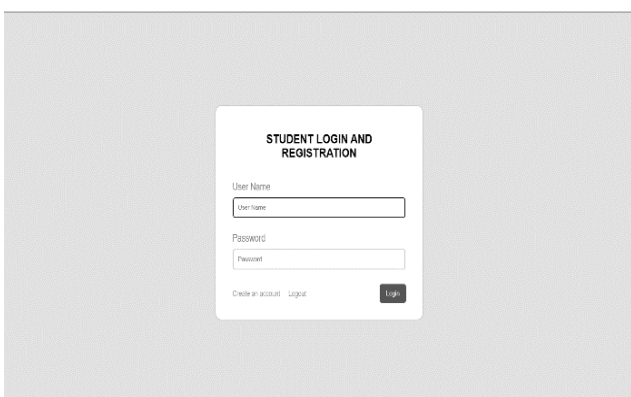 STUDENT LOGIN AND
REGISTRATION
User Name
User Name
Password
Password
Create an account Logout Login